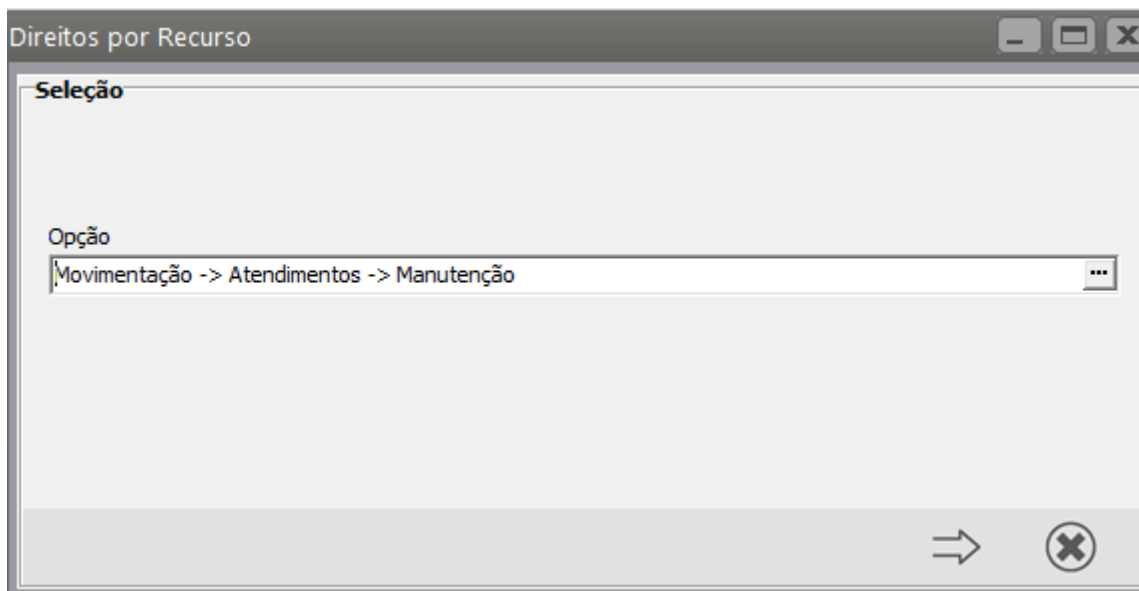 Direitos por Recurso
Seleção
Opção
Movimentação -> Atendimentos -> Manutenção
...